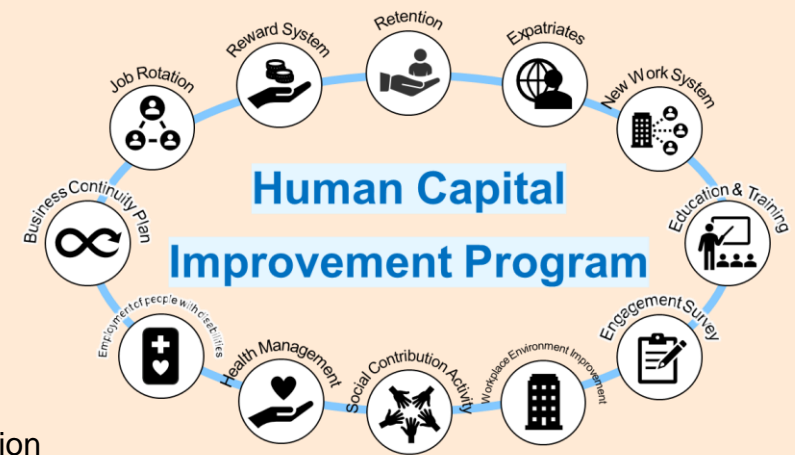 Retention
Reward System
Expatriates
Job Rotation
New Work System
Business Continuity Plan
Human Capital
Improvement Program
Education & Training
Employment of people with disabilities
Engagement Survey
Health Management
Social Contribution Activity
Workplace Environment Improvement
ion